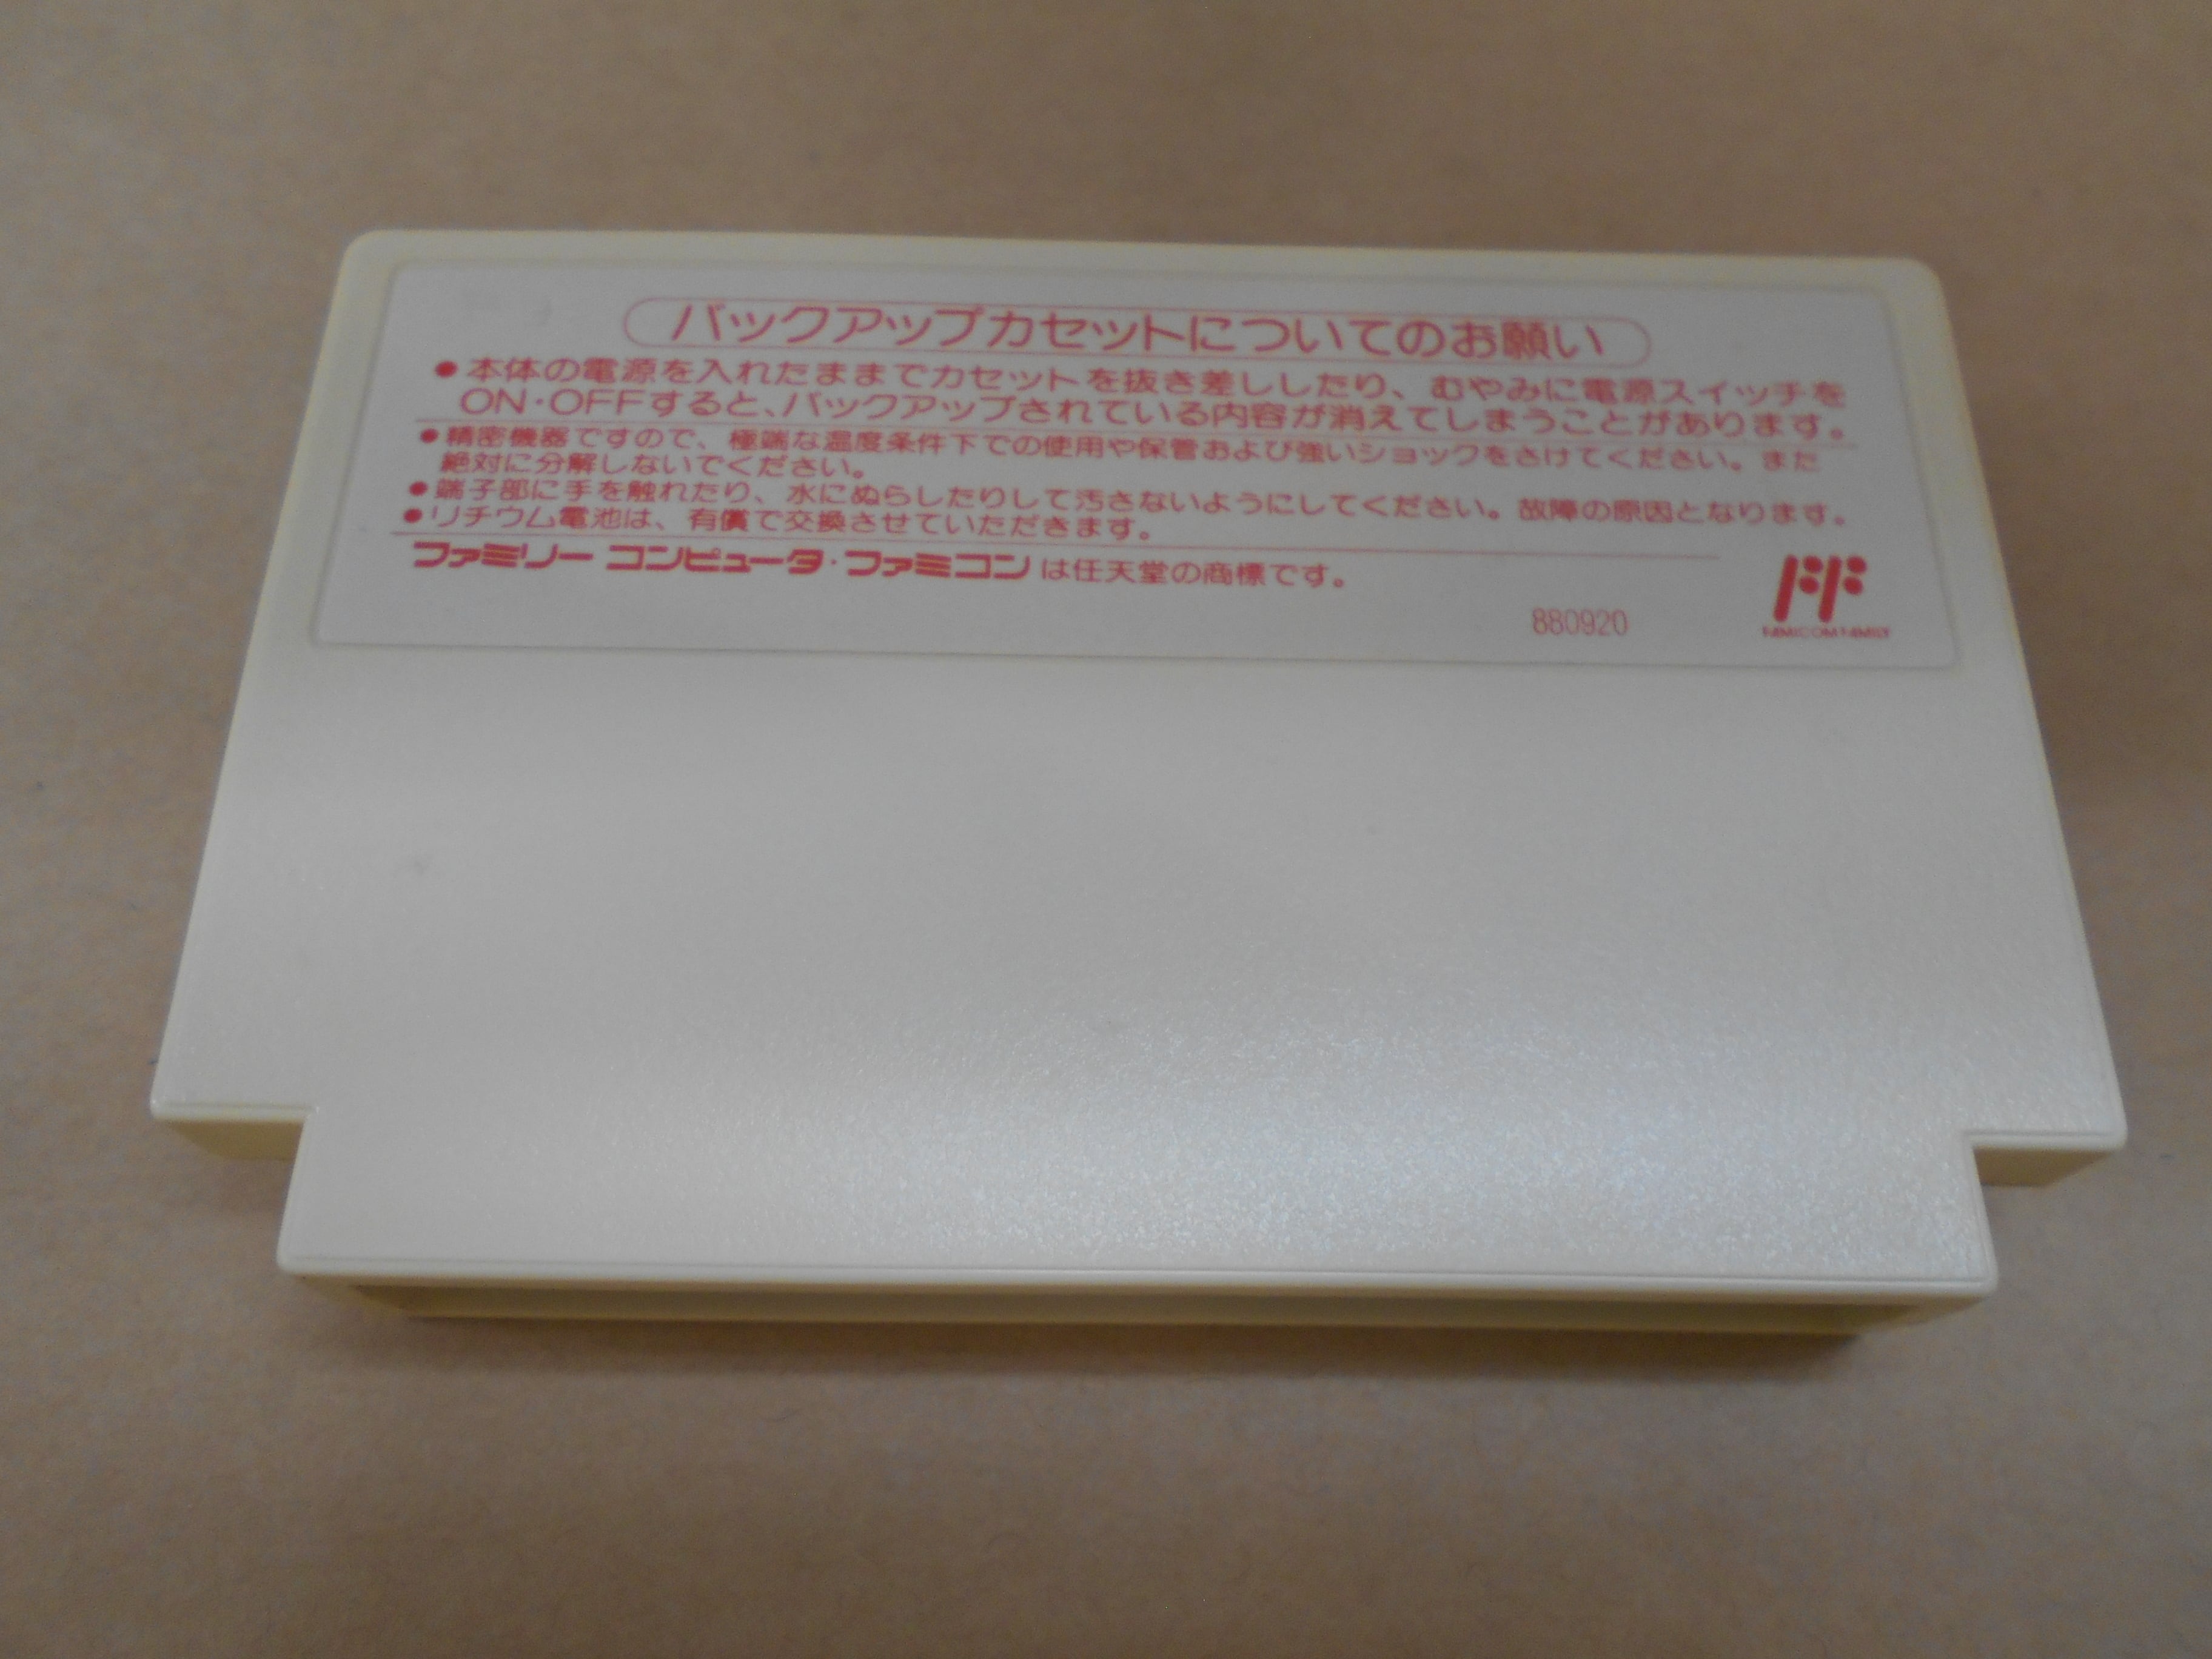 バックアップカセットについてのお願い
●本体の電源を入れたままでカセットを抜き差ししたり、むやみに電源スイッチを
ON・OFFすると、バックアップされている内容が消えてしまうことがあります。
●精密機器ですので、極端な温度条件下での使用や保管および強いショックをさけてください。また
絶対に分解しないでください。
●端子部に手を触れたり、水にぬらしたりして汚さないようにしてください。故障の原因となります。
●リチウム電池は、有償で交換させていただきます。
ファミリー コンピュータ・ファミコンは任天堂の商標です。
880920
FAMICOM FAMILY